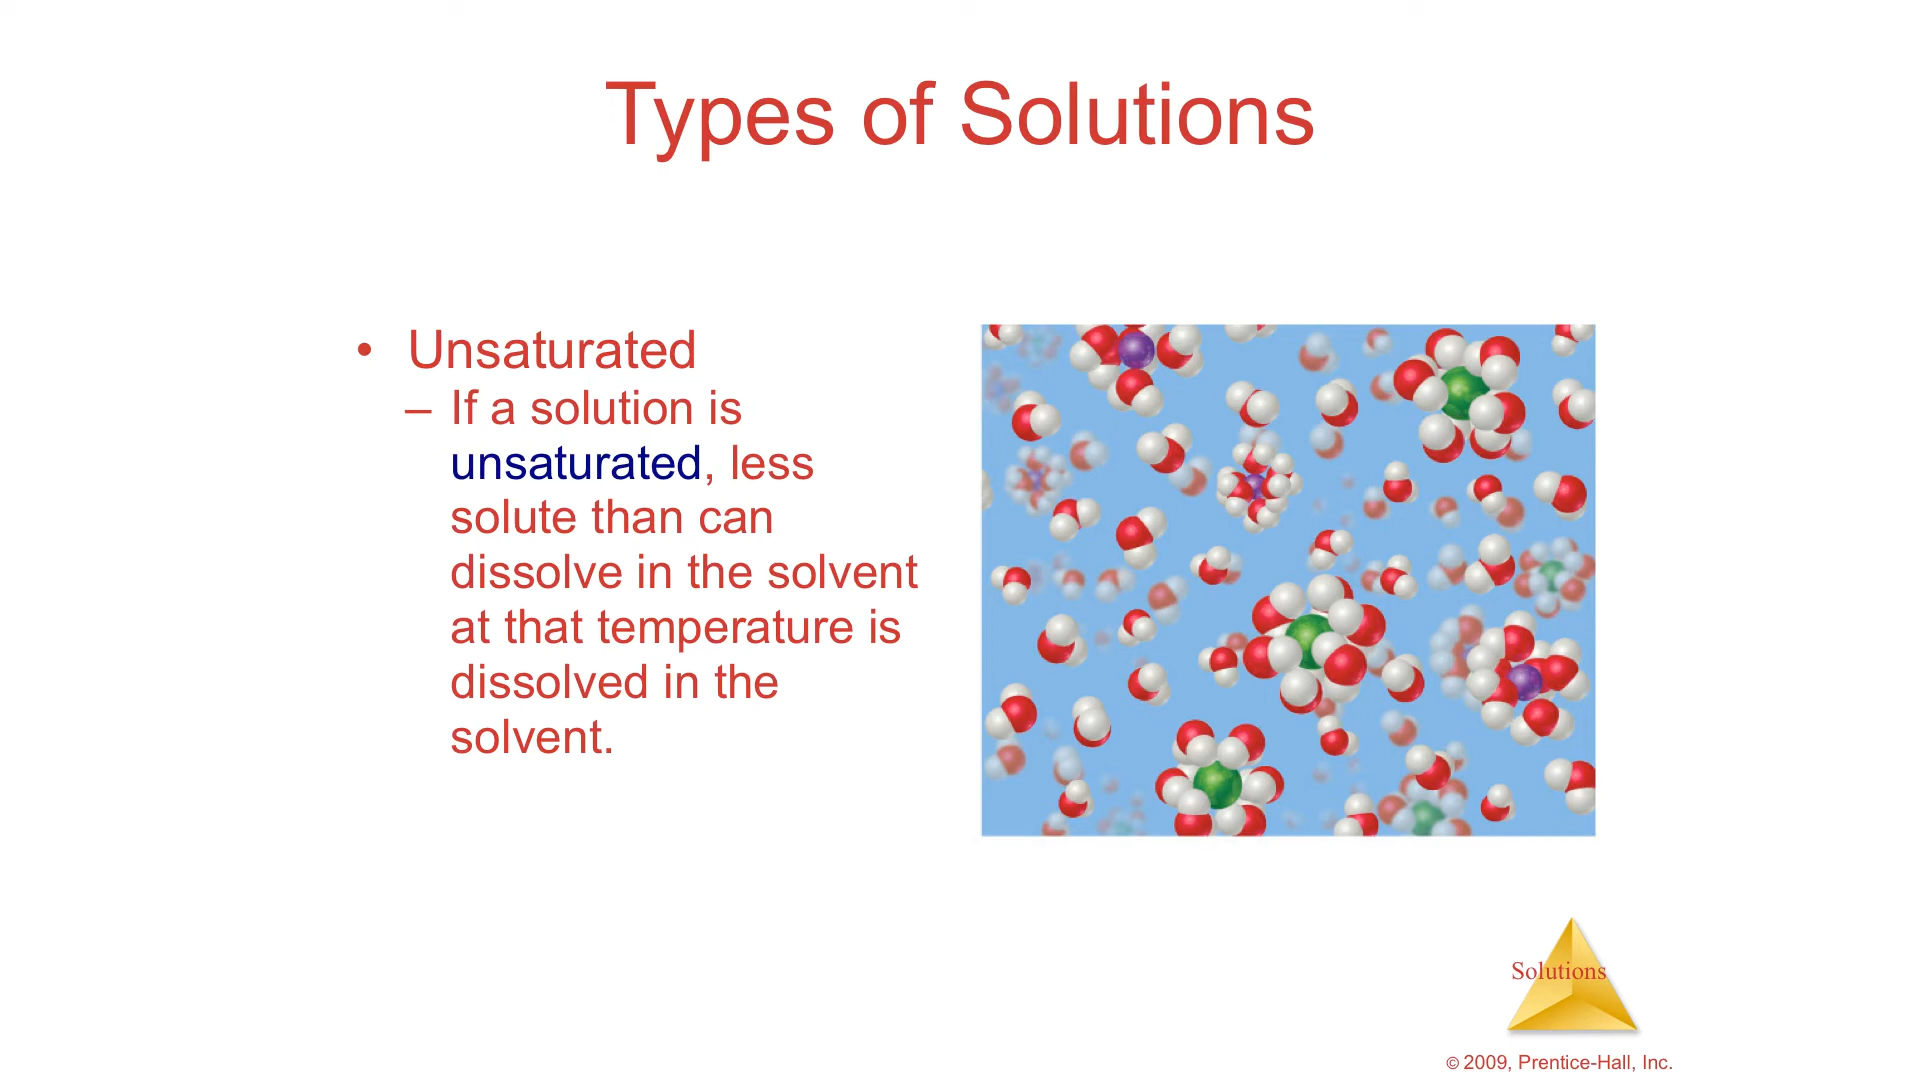 Types of Solutions
• Unsaturated
– If a solution is
unsaturated, less
solute than can
dissolve in the solvent
at that temperature is
dissolved in the
solvent.
Solutions
© 2009, Prentice-Hall, Inc.